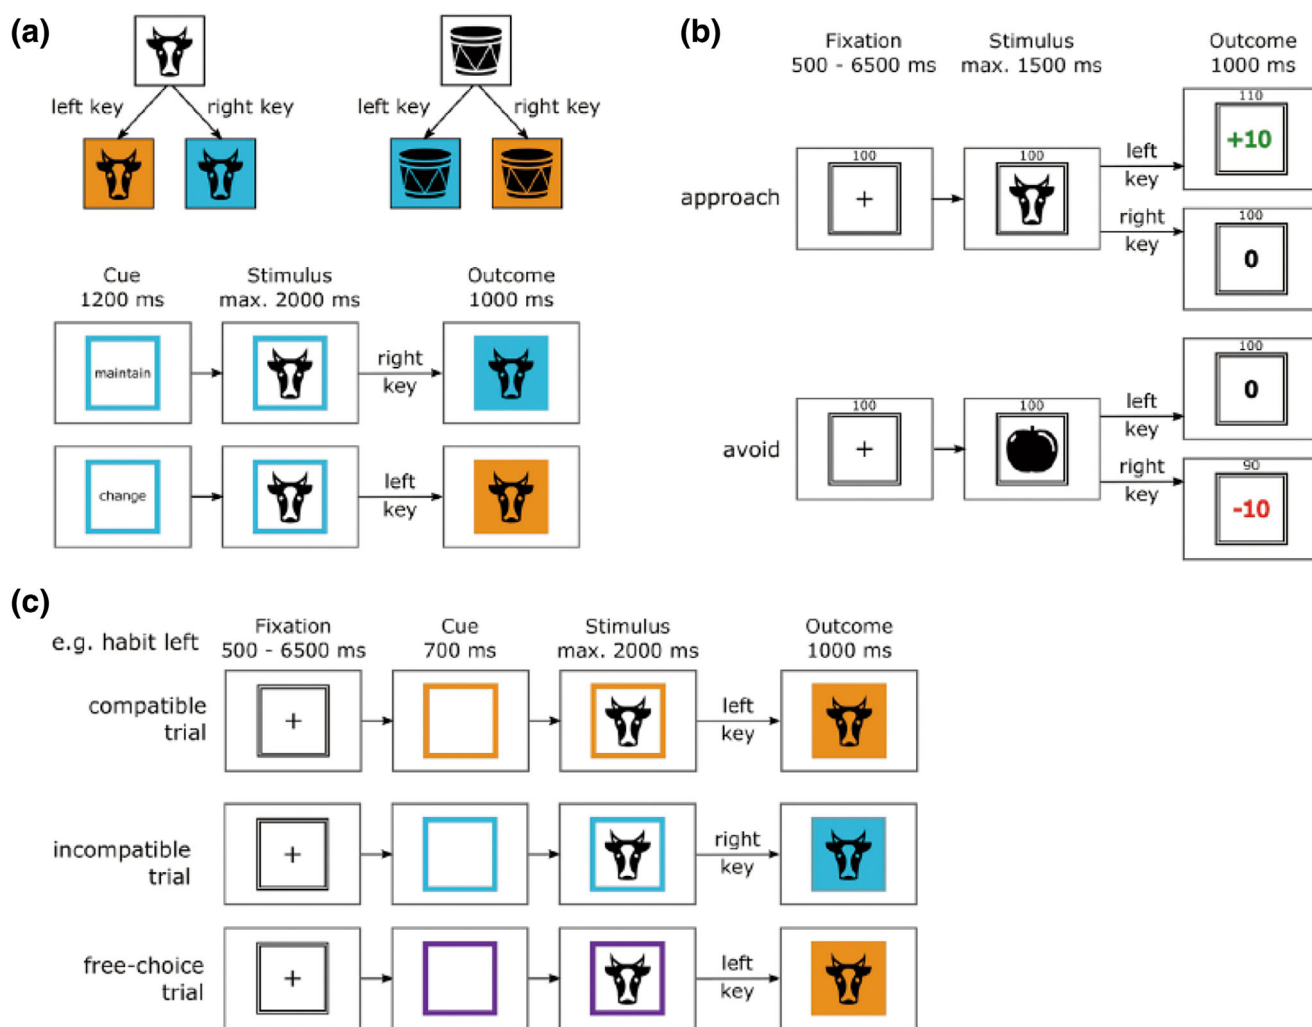 (a)
left key
right key
left key
right key
Cue
1200 ms
Stimulus
max. 2000 ms
Outcome
1000 ms
maintain
right
key
change
left
key
(b)
Fixation
500 - 6500 ms
Stimulus
max. 1500 ms
Outcome
1000 ms
approach
100
100
left
key
110
+10
right
key
100
0
avoid
100
100
left
key
100
0
right
key
90
-10
(c)
e.g. habit left
Fixation
500 - 6500 ms
Cue
700 ms
Stimulus
max. 2000 ms
Outcome
1000 ms
compatible
trial
left
key
incompatible
trial
right
key
free-choice
trial
left
key